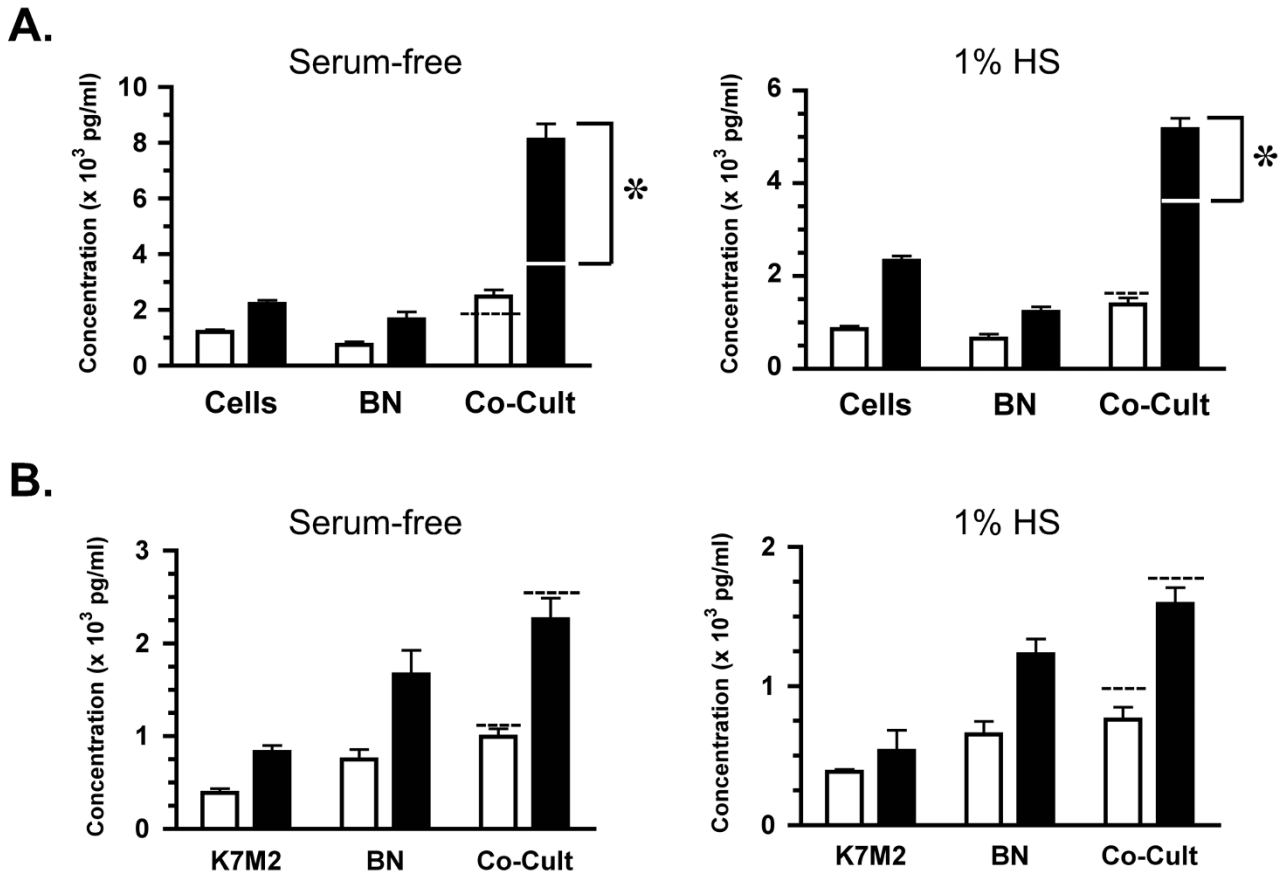 A.
Serum-free
Concentration (x 10³ pg/ml)
10
8
6
4
2
0
*
Cells BN Co-Cult
1% HS
Concentration (x 10³ pg/ml)
6
4
2
0
*
Cells BN Co-Cult
B.
Serum-free
Concentration (x 10³ pg/ml)
3
2
1
0
K7M2 BN Co-Cult
1% HS
Concentration (x 10³ pg/ml)
2
1
0
K7M2 BN Co-Cult